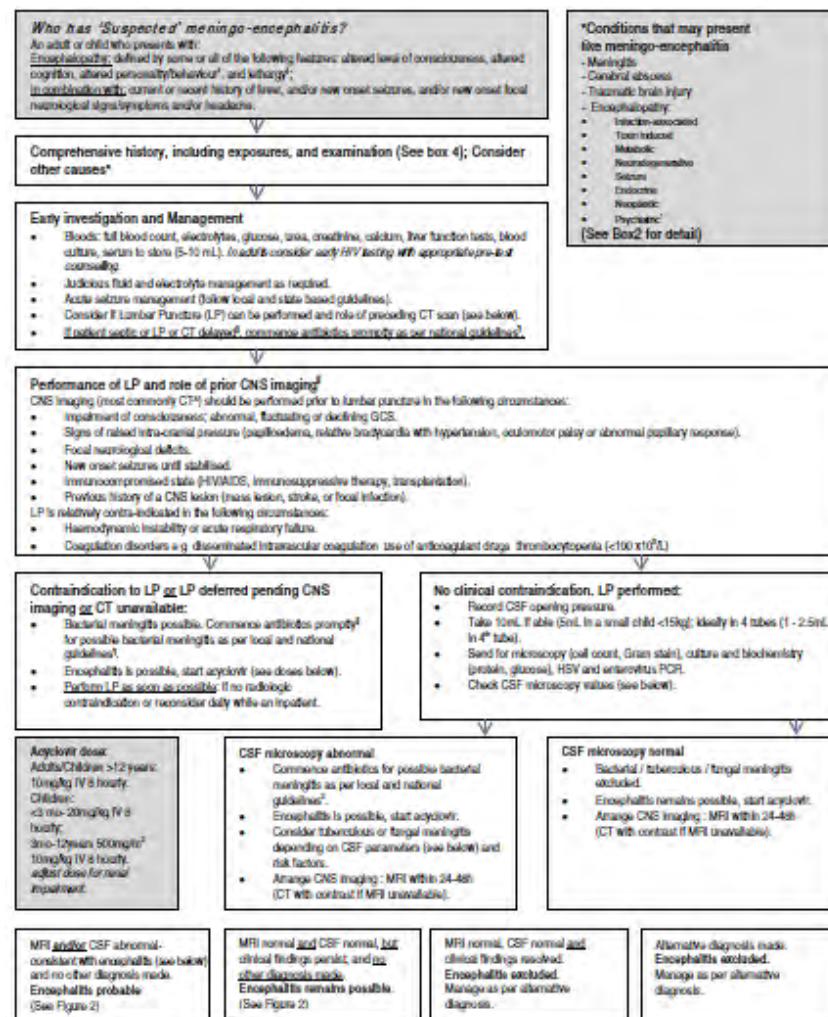 Who has 'Suspected' meningo-encephalitis?
An adult or child who presents with:
Encephalopathy: defined by some or all of the following features: altered level of consciousness, altered
cognition, altered personality/behaviour, and lethargy;
In combination with: current or recent history of fever, and/or new onset seizures, and/or new onset focal
neurological signs/symptoms and/or headache.
*Conditions that may present
like meningo-encephalitis
- Meningitis
- Cerebral abscess
- Traumatic brain injury
- Encephalopathy:
• Infection-associated
• Toxin induced
• Metabolic
• Neurodegenerative
• Seizure
• Endocrine
• Neoplastic
• Psychiatric
(See Box2 for detail)
Comprehensive history, including exposures, and examination (See box 4); Consider
other causes*
Early investigation and Management
• Bloods: full blood count, electrolytes, glucose, urea, creatinine, calcium, liver function tests, blood
culture, serum to store (5-10 mL). In adults consider early HIV testing with appropriate pre-test
counseling.
• Judicious fluid and electrolyte management as required.
• Acute seizure management (follow local and state based guidelines).
• Consider if Lumbar Puncture (LP) can be performed and role of preceding CT scan (see below).
• If patient septic or LP or CT delayed, commence antibiotics promptly as per national guidelines.
Performance of LP and role of prior CNS imaging
CNS imaging (most commonly CT) should be performed prior to lumbar puncture in the following circumstances:
• Impairment of consciousness; abnormal, fluctuating or declining GCS.
• Signs of raised intra-cranial pressure (papilloedema, relative bradycardia with hypertension, oculomotor palsy or abnormal pupillary response).
• Focal neurological deficits.
• New onset seizures until stabilised.
• Immunocompromised state (HIV/AIDS, immunosuppressive therapy, transplantation).
• Previous history of a CNS lesion (mass lesion, stroke, or focal infection).
LP is relatively contra-indicated in the following circumstances:
• Haemodynamic instability or acute respiratory failure.
• Coagulation disorders e.g. disseminated intravascular coagulation use of anticoagulant drugs thrombocytopenia (<100 x10⁹/L)
Contraindication to LP or LP deferred pending CNS
imaging or CT unavailable:
• Bacterial meningitis possible. Commence antibiotics promptly
for possible bacterial meningitis as per local and national
guidelines.
• Encephalitis is possible, start acyclovir (see doses below).
• Perform LP as soon as possible: if no radiologic
contraindication or reconsider daily while an inpatient.
No clinical contraindication. LP performed:
• Record CSF opening pressure.
• Take 10mL if able (5mL in a small child <15kg); ideally in 4 tubes (1 - 2.5mL
in 4th tube).
• Send for microscopy (cell count, Gram stain), culture and biochemistry
(protein, glucose), HSV and enterovirus PCR.
• Check CSF microscopy values (see below).
Acyclovir dose:
Adults/Children >12 years:
10mg/kg IV 8 hourly.
Children:
<3 mo- 20mg/kg IV 8
hourly;
3mo-12years 500mg/m²
10mg/kg IV 8 hourly.
adjust dose for renal
impairment.
CSF microscopy abnormal
• Commence antibiotics for possible bacterial
meningitis as per local and national
guidelines.
• Encephalitis is possible, start acyclovir.
• Consider tuberculous or fungal meningitis
depending on CSF parameters (see below) and
risk factors.
• Arrange CNS imaging : MRI within 24-48h
(CT with contrast if MRI unavailable).
CSF microscopy normal
• Bacterial / tuberculous / fungal meningitis
excluded.
• Encephalitis remains possible, start acyclovir.
• Arrange CNS imaging : MRI within 24-48h
(CT with contrast if MRI unavailable).
MRI and/or CSF abnormal-
consistent with encephalitis (see below)
and no other diagnosis made.
Encephalitis probable
(See Figure 2)
MRI normal and CSF normal, but
clinical findings persist, and no
other diagnosis made.
Encephalitis remains possible.
(See Figure 2)
MRI normal, CSF normal and
clinical findings resolved.
Encephalitis excluded.
Manage as per alternative
diagnosis.
Alternative diagnosis made.
Encephalitis excluded.
Manage as per alternative
diagnosis.